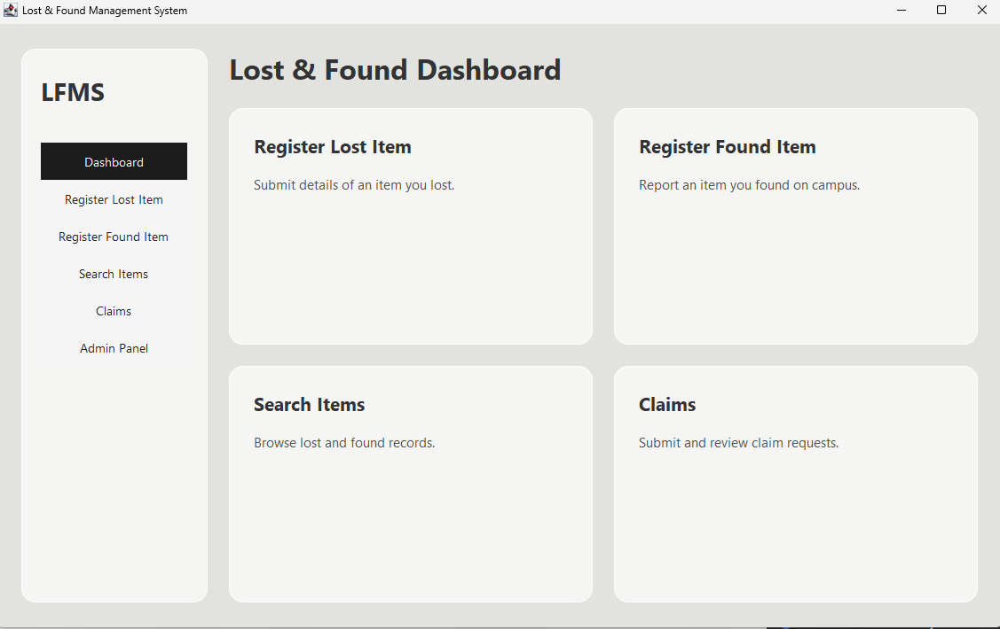 Lost & Found Management System
LFMS
Dashboard
Register Lost Item
Register Found Item
Search Items
Claims
Admin Panel
Lost & Found Dashboard
Register Lost Item
Submit details of an item you lost.
Register Found Item
Report an item you found on campus.
Search Items
Browse lost and found records.
Claims
Submit and review claim requests.